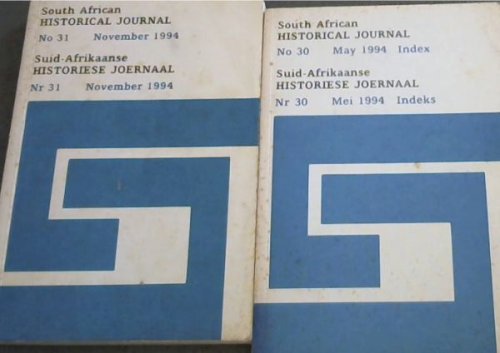 South African
HISTORICAL JOURNAL
No 31 November 1994
Suid-Afrikaanse
HISTORIESE JOERNAAL
Nr 31 November 1994
South African
HISTORICAL JOURNAL
No 30 May 1994 Index
Suid-Afrikaanse
HISTORIESE JOERNAAL
Nr 30 Mei 1994 Indeks